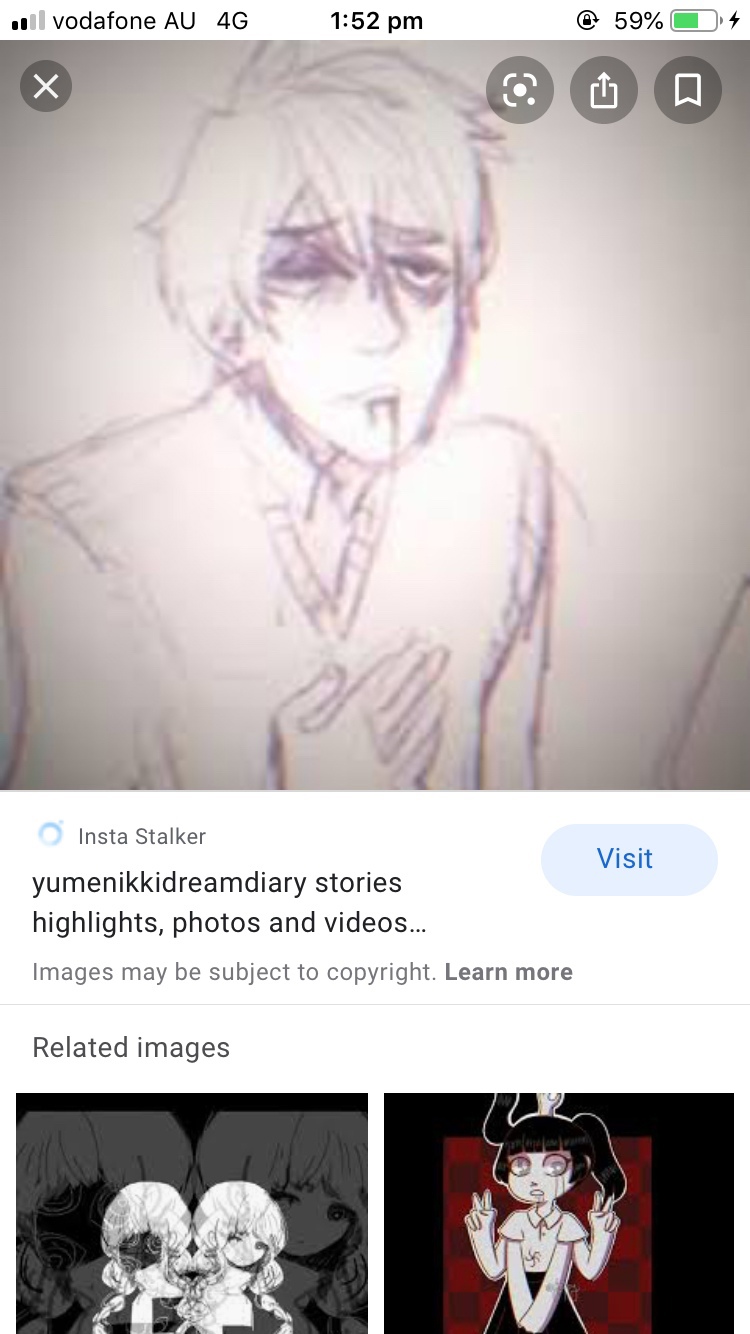 vodafone AU 4G 1:52 pm 59%
Insta Stalker
Visit
yumenikkidreamdiary stories
highlights, photos and videos...
Images may be subject to copyright. Learn more
Related images